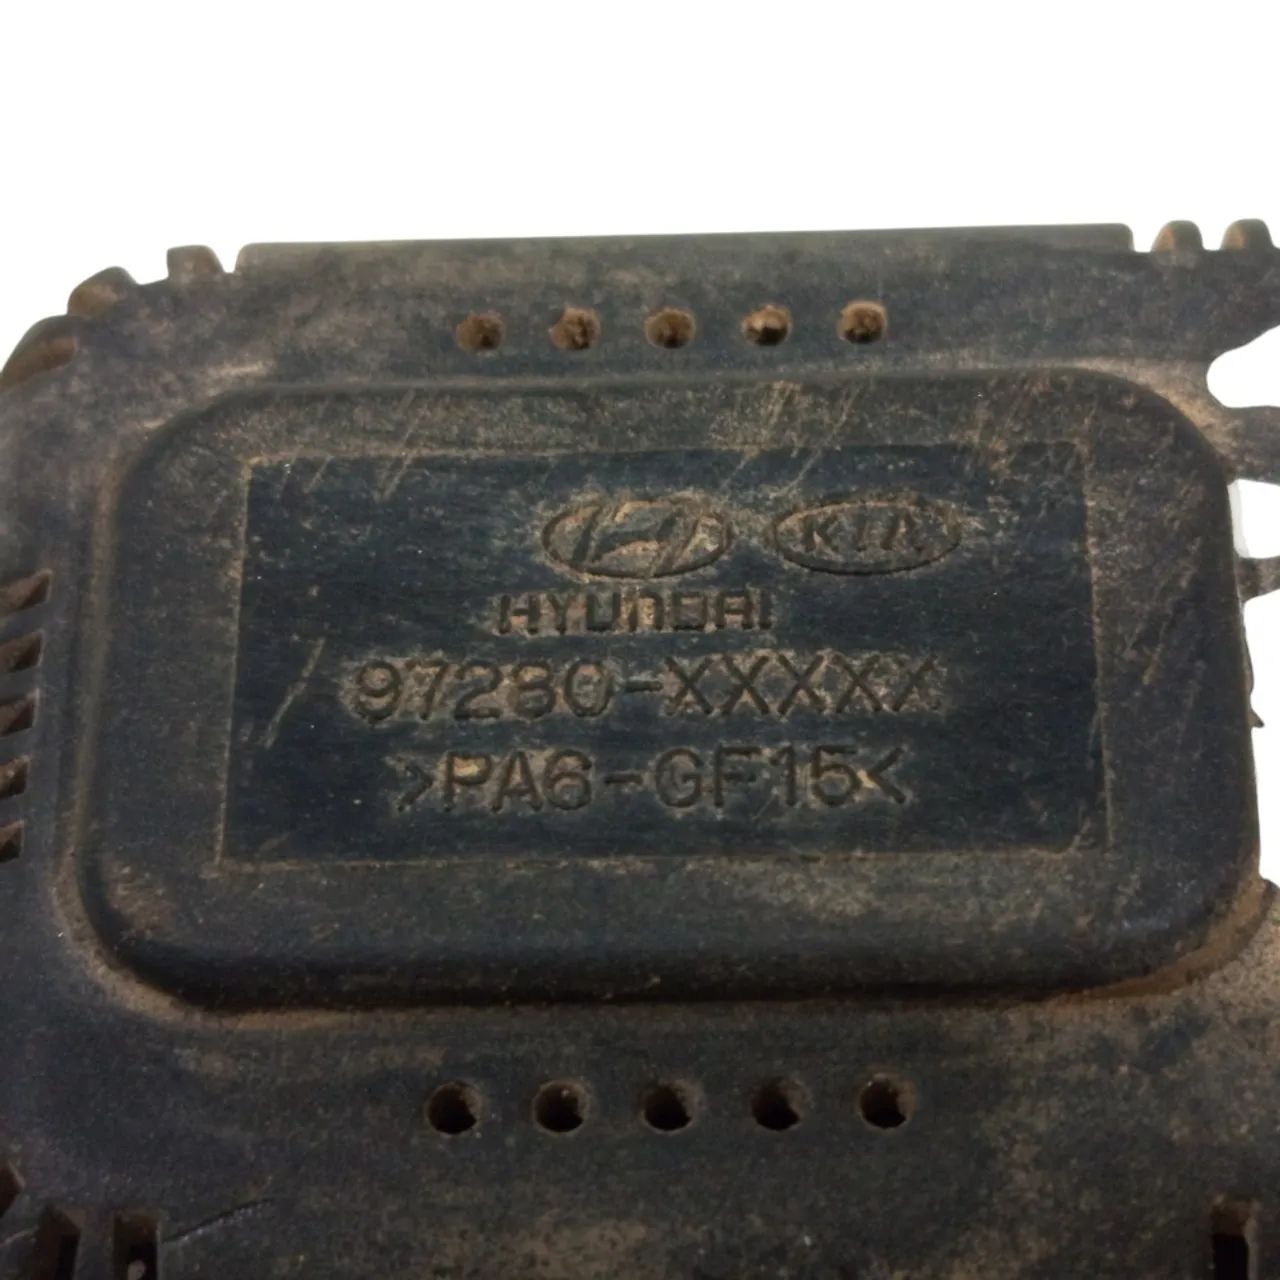 KIA
HYUNDAI
97280-XXXXX
>PA6-GF15<